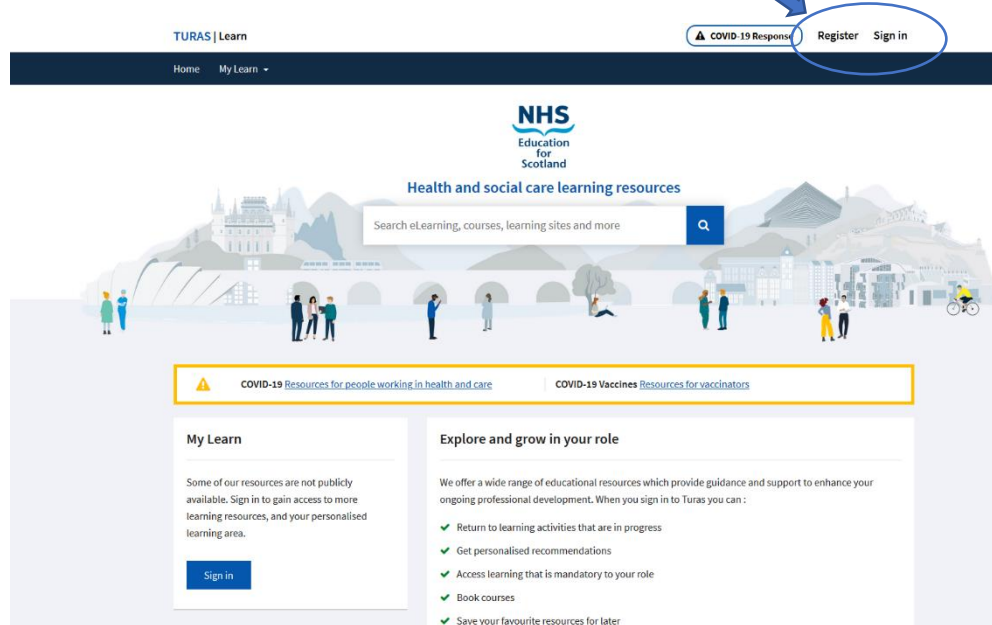 TURAS | Learn
COVID-19 Response
Register Sign in
Home My Learn
NHS
Education
for
Scotland
Health and social care learning resources
Search eLearning, courses, learning sites and more
COVID-19 Resources for people working in health and care
COVID-19 Vaccines Resources for vaccinators
My Learn
Some of our resources are not publicly
available. Sign in to gain access to more
learning resources, and your personalised
learning area.
Sign in
Explore and grow in your role
We offer a wide range of educational resources which provide guidance and support to enhance your
ongoing professional development. When you sign in to Turas you can :
Return to learning activities that are in progress
Get personalised recommendations
Access learning that is mandatory to your role
Book courses
Save your favourite resources for later